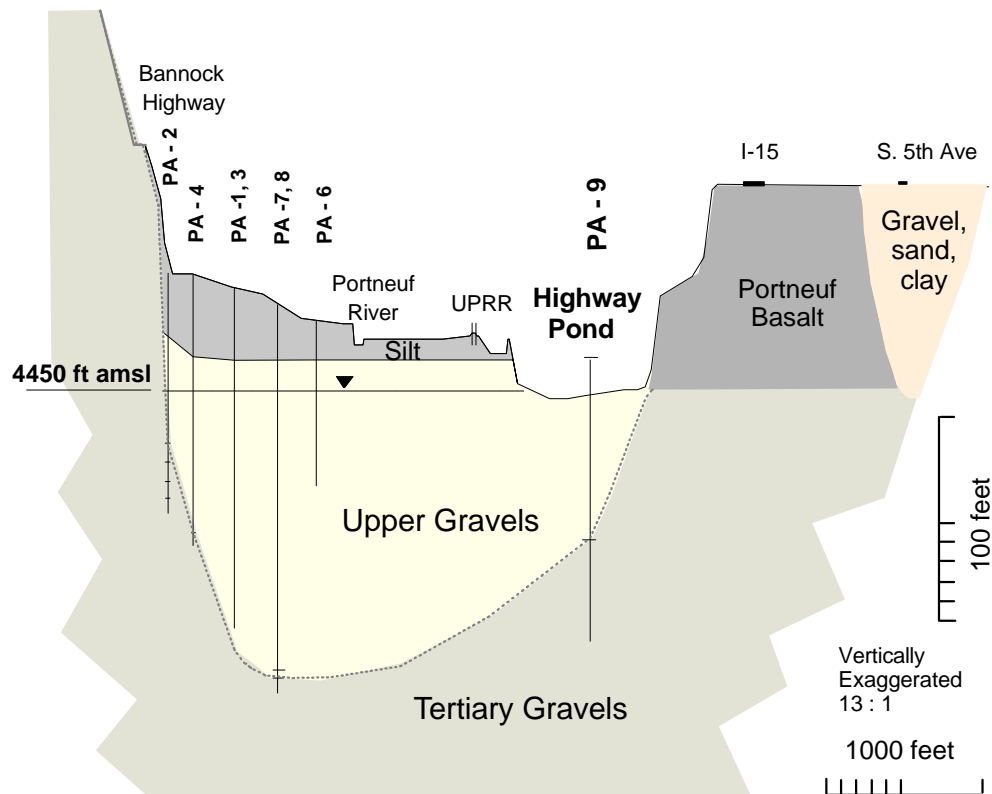 Bannock
Highway
PA - 2
PA - 4
PA -1, 3
PA -7, 8
PA - 6
Portneuf
River
UPRR
Highway
Pond
PA - 9
I-15
S. 5th Ave
Gravel,
sand,
clay
Portneuf
Basalt
Silt
4450 ft amsl
Upper Gravels
100 feet
Tertiary Gravels
Vertically
Exaggerated
13 : 1
1000 feet